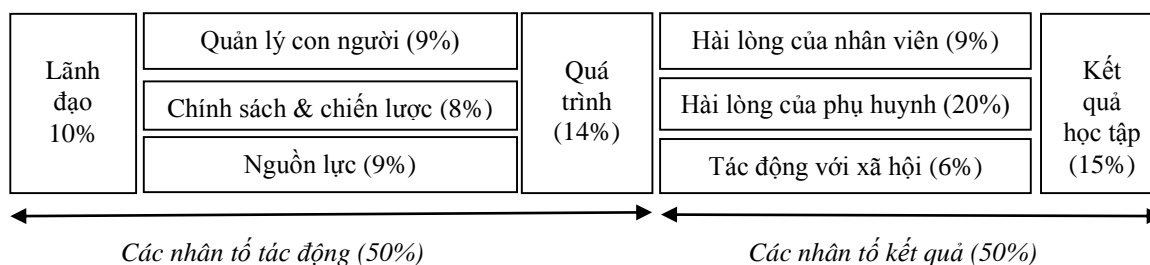 Lãnh
đạo
10%
Quản lý con người (9%)
Chính sách & chiến lược (8%)
Nguồn lực (9%)
Quá
trình
(14%)
Hài lòng của nhân viên (9%)
Hài lòng của phụ huynh (20%)
Tác động với xã hội (6%)
Kết
quả
học tập
(15%)
Các nhân tố tác động (50%)
Các nhân tố kết quả (50%)